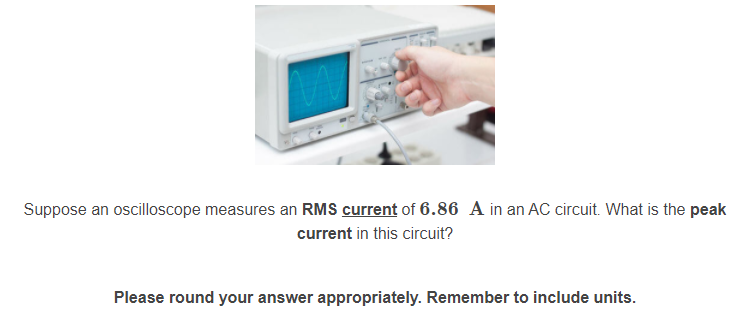 Suppose an oscilloscope measures an RMS current of 6.86 A in an AC circuit. What is the peak
current in this circuit?
Please round your answer appropriately. Remember to include units.